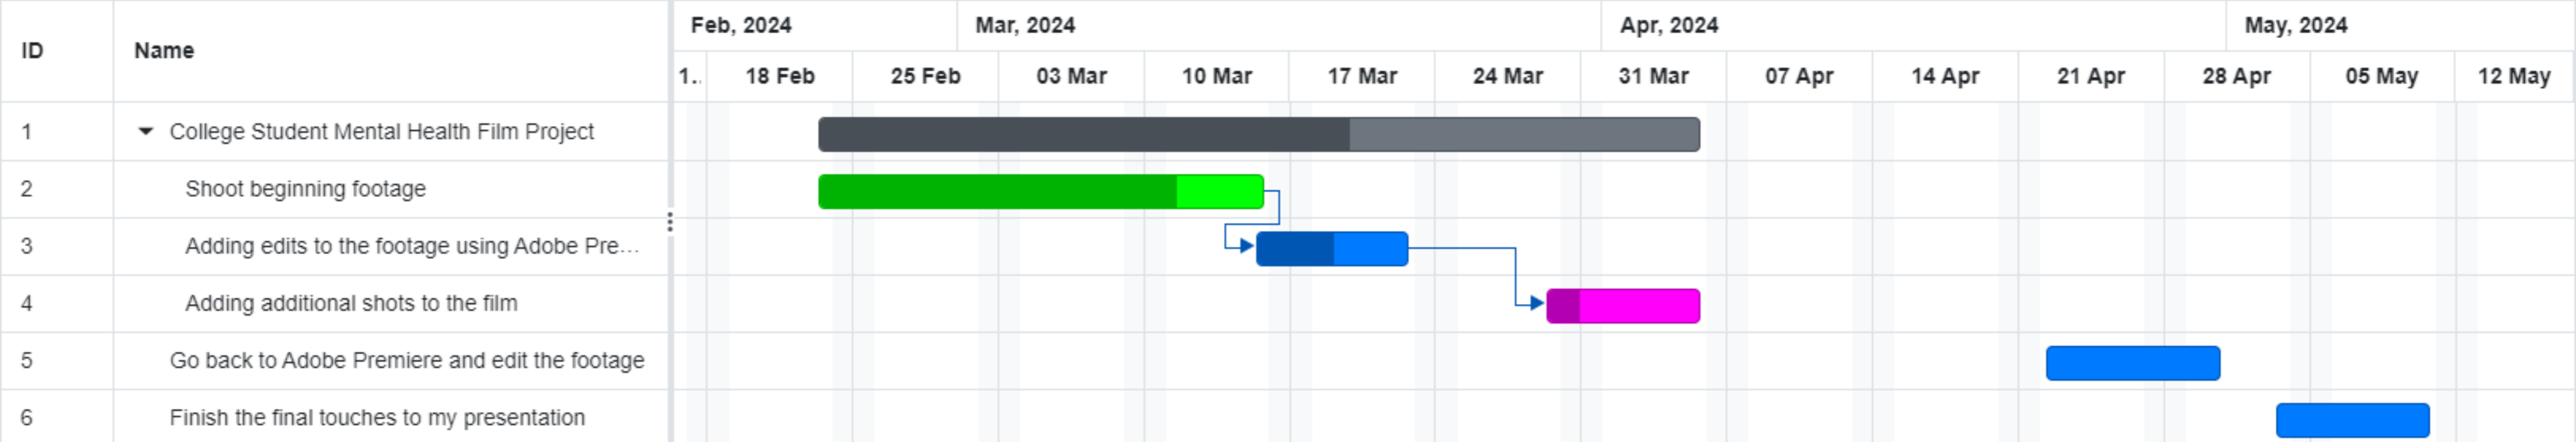 ID Name Feb, 2024 Mar, 2024 Apr, 2024 May, 2024
1.. 18 Feb 25 Feb 03 Mar 10 Mar 17 Mar 24 Mar 31 Mar 07 Apr 14 Apr 21 Apr 28 Apr 05 May 12 May
1 College Student Mental Health Film Project
2 Shoot beginning footage
3 Adding edits to the footage using Adobe Pre...
4 Adding additional shots to the film
5 Go back to Adobe Premiere and edit the footage
6 Finish the final touches to my presentation